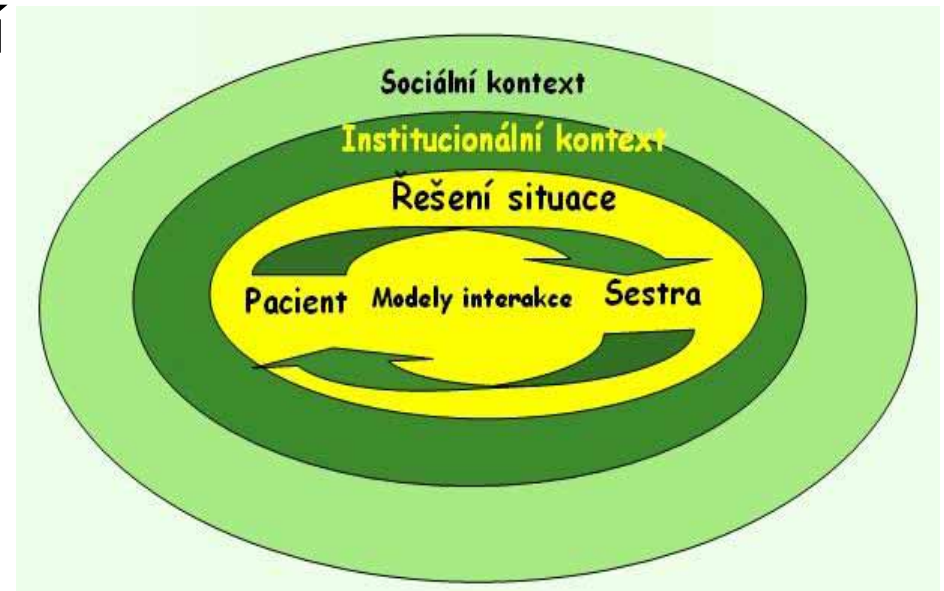 í
Sociální kontext
Institucionální kontext
Řešení situace
Pacient Modely interakce Sestra